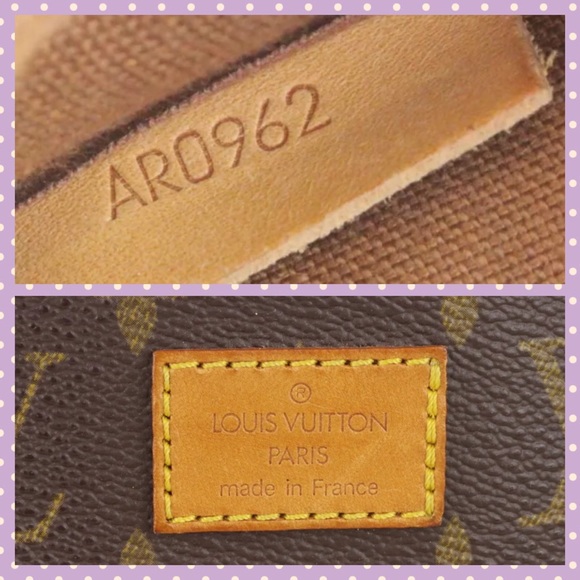 AR0962
®
LOUIS VUITTON
PARIS
made in France